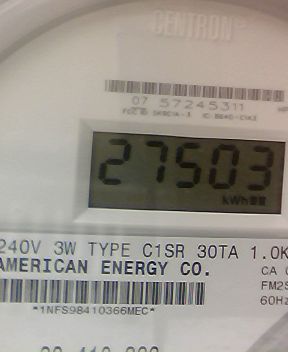 CENTRON®
07 57245311
27503
kWh
240V 3W TYPE C1SR 30TA 1.0K
AMERICAN ENERGY CO.
CA
FM2S
60Hz
*1NFS98410366MEC*